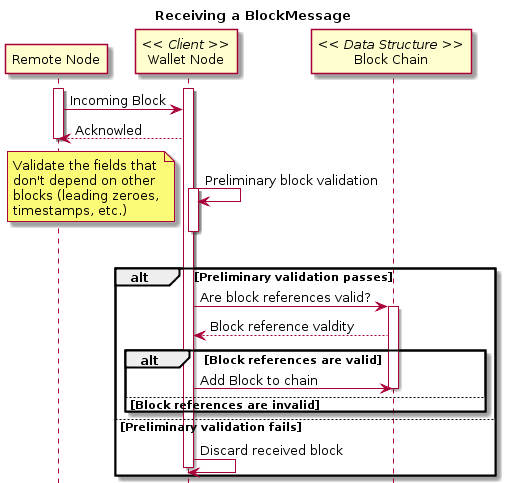 Receiving a BlockMessage
Remote Node
<< Client >>
Wallet Node
<< Data Structure >>
Block Chain
Incoming Block
Acknowled
Validate the fields that
don't depend on other
blocks (leading zeroes,
timestamps, etc.)
Preliminary block validation
alt [Preliminary validation passes]
Are block references valid?
Block reference valdity
alt [Block references are valid]
Add Block to chain
[Block references are invalid]
[Preliminary validation fails]
Discard received block